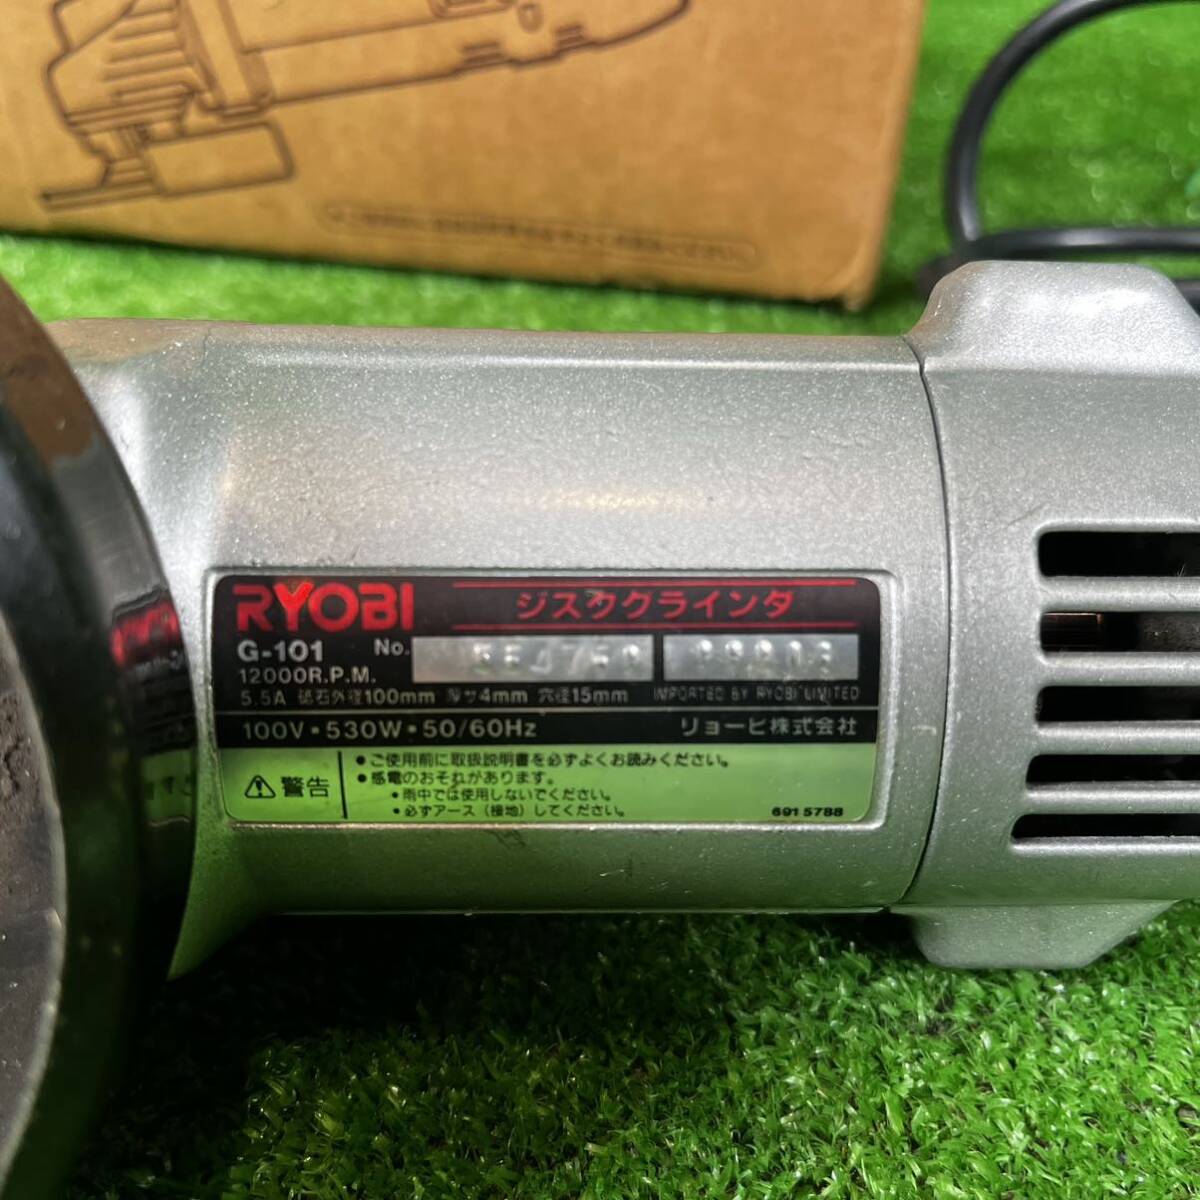 RYOBI ジスクグラインダ
G-101 No.
12000R.P.M.
5.5A 砥石外径100mm 厚サ4mm 穴径15mm IMPORTED BY RYOBI LIMITED
100V・530W・50/60Hz リョービ株式会社
警告
●ご使用前に取扱説明書を必ずよくお読みください。
●感電のおそれがあります。
●雨中では使用しないでください。
●必ずアース（接地）してください。
6915788